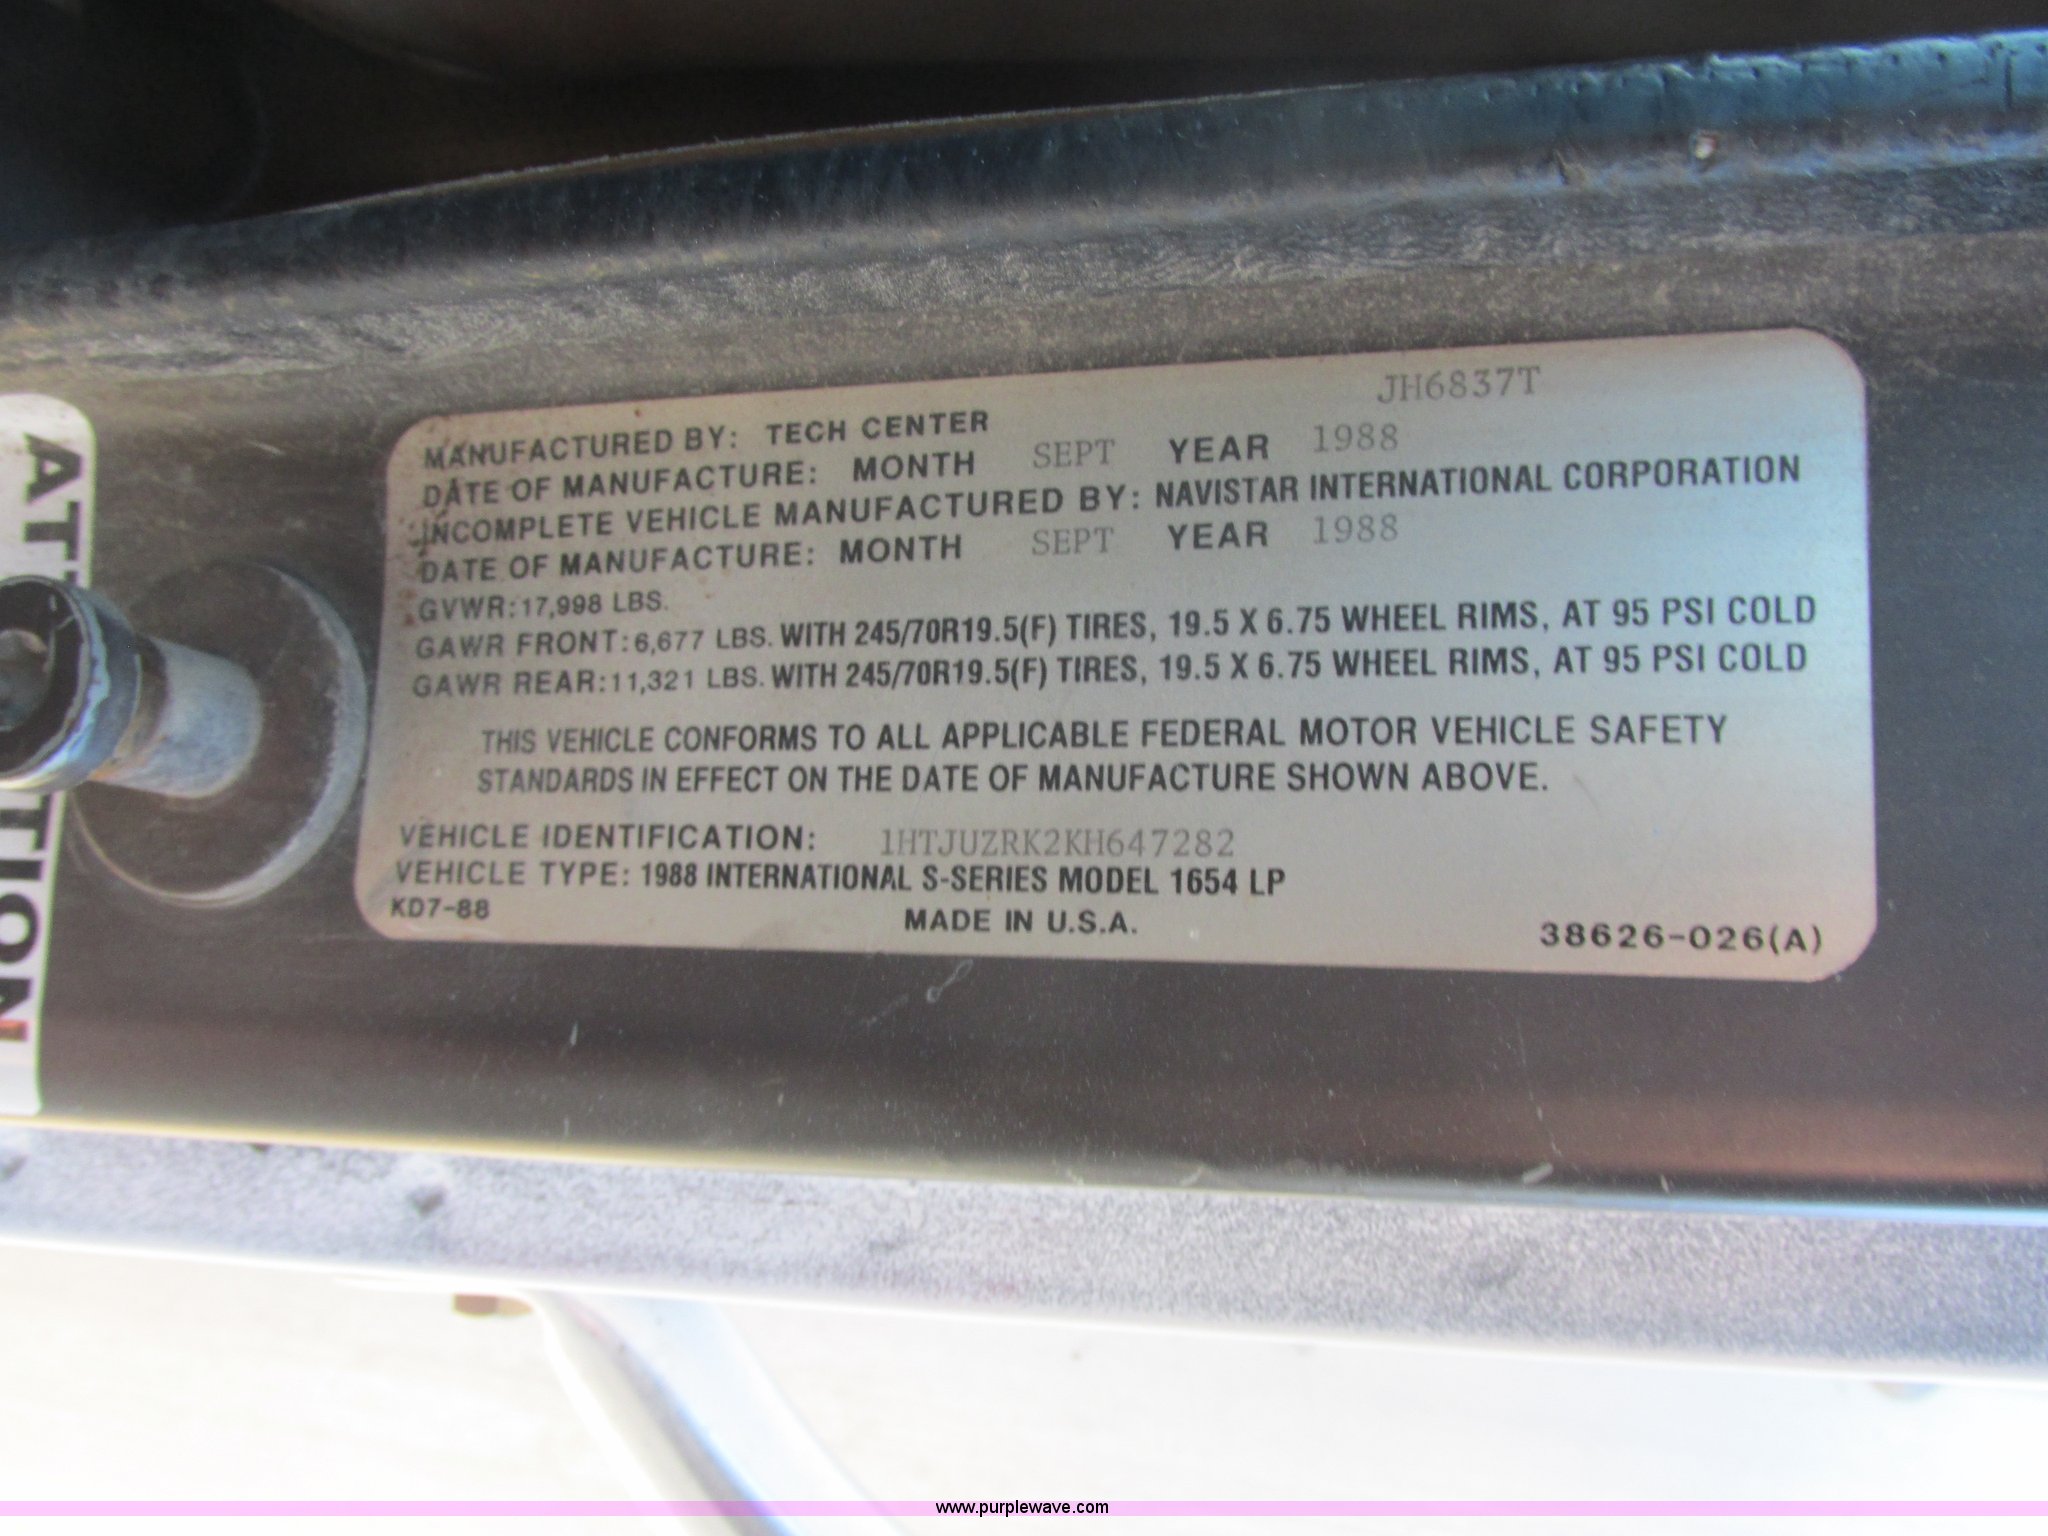 JH6837T
MANUFACTURED BY: TECH CENTER
DATE OF MANUFACTURE: MONTH SEPT YEAR 1988
INCOMPLETE VEHICLE MANUFACTURED BY: NAVISTAR INTERNATIONAL CORPORATION
DATE OF MANUFACTURE: MONTH SEPT YEAR 1988
GVWR: 17,998 LBS.
GAWR FRONT: 6,677 LBS. WITH 245/70R19.5(F) TIRES, 19.5 X 6.75 WHEEL RIMS, AT 95 PSI COLD
GAWR REAR: 11,321 LBS. WITH 245/70R19.5(F) TIRES, 19.5 X 6.75 WHEEL RIMS, AT 95 PSI COLD
THIS VEHICLE CONFORMS TO ALL APPLICABLE FEDERAL MOTOR VEHICLE SAFETY
STANDARDS IN EFFECT ON THE DATE OF MANUFACTURE SHOWN ABOVE.
VEHICLE IDENTIFICATION: 1HTJUZRK2KH647282
VEHICLE TYPE: 1988 INTERNATIONAL S-SERIES MODEL 1654 LP
KD7-88
MADE IN U.S.A.
38626-026(A)
www.purplewave.com